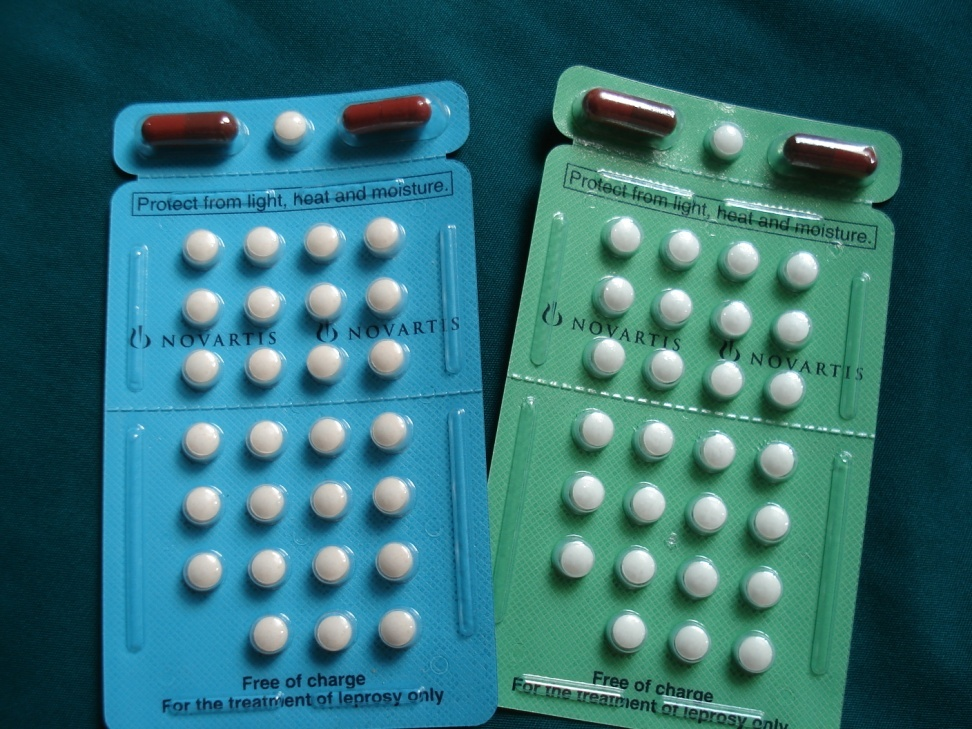 Protect from light, heat and moisture.
NOVARTIS NOVARTIS
Free of charge
For the treatment of leprosy only
Protect from light, heat and moisture.
NOVARTIS
NOVARTIS
Free of charge
For the treatment of leprosy only